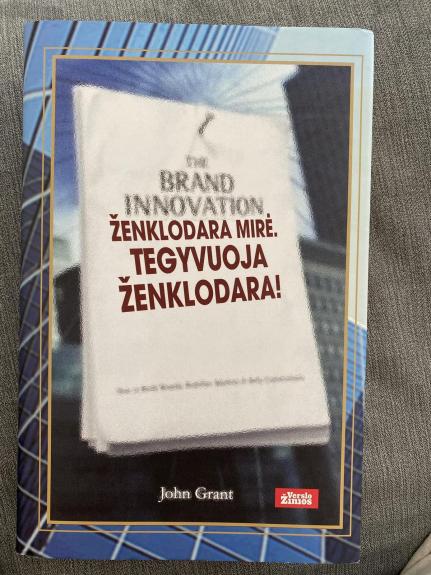 THE
BRAND
INNOVATION
ŽENKLODARA MIRĖ.
TEGYVUOJA
ŽENKLODARA!
John Grant
Verslo
Žinios